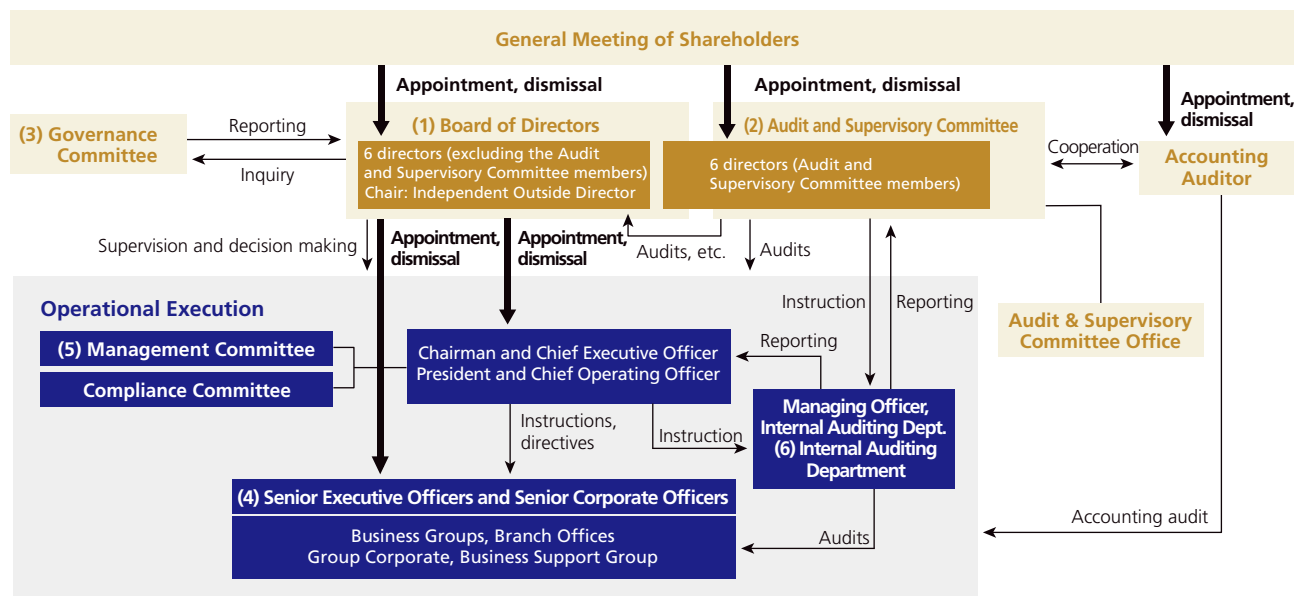 General Meeting of Shareholders
Appointment, dismissal
Appointment, dismissal
Appointment,
dismissal
(3) Governance
Committee
Reporting
Inquiry
(1) Board of Directors
6 directors (excluding the Audit
and Supervisory Committee members)
Chair: Independent Outside Director
(2) Audit and Supervisory Committee
6 directors (Audit and
Supervisory Committee members)
Cooperation
Accounting
Auditor
Supervision and decision making
Appointment,
dismissal
Appointment,
dismissal
Audits, etc.
Audits
Instruction
Reporting
Audit & Supervisory
Committee Office
Operational Execution
(5) Management Committee
Compliance Committee
Chairman and Chief Executive Officer
President and Chief Operating Officer
Reporting
Instructions,
directives
Instruction
Managing Officer,
Internal Auditing Dept.
(6) Internal Auditing
Department
(4) Senior Executive Officers and Senior Corporate Officers
Business Groups, Branch Offices
Group Corporate, Business Support Group
Audits
Accounting audit